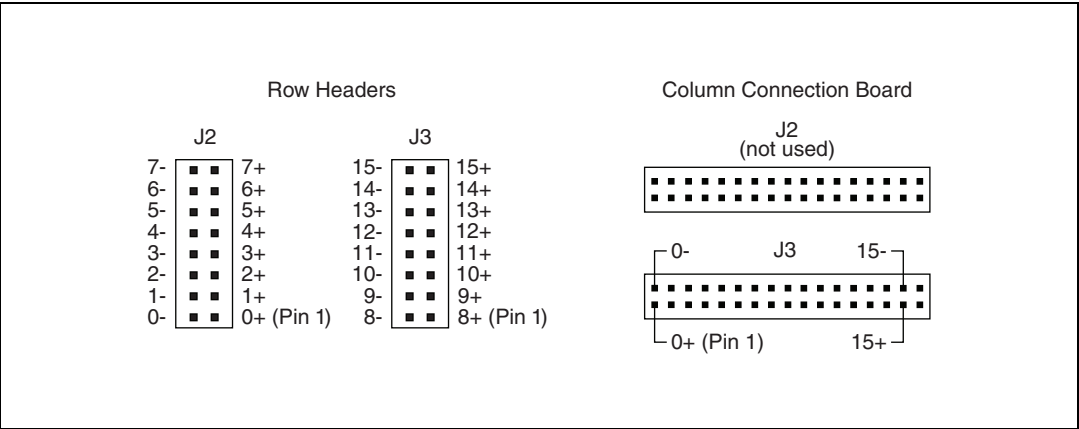 Row Headers
Column Connection Board
J2
J3
J2
(not used)
7- 7+ 15- 15+
6- 6+ 14- 14+
5- 5+ 13- 13+
4- 4+ 12- 12+
3- 3+ 11- 11+
2- 2+ 10- 10+
1- 1+ 9- 9+
0- 0+ (Pin 1) 8- 8+ (Pin 1)
0- J3 15-
0+ (Pin 1) 15+